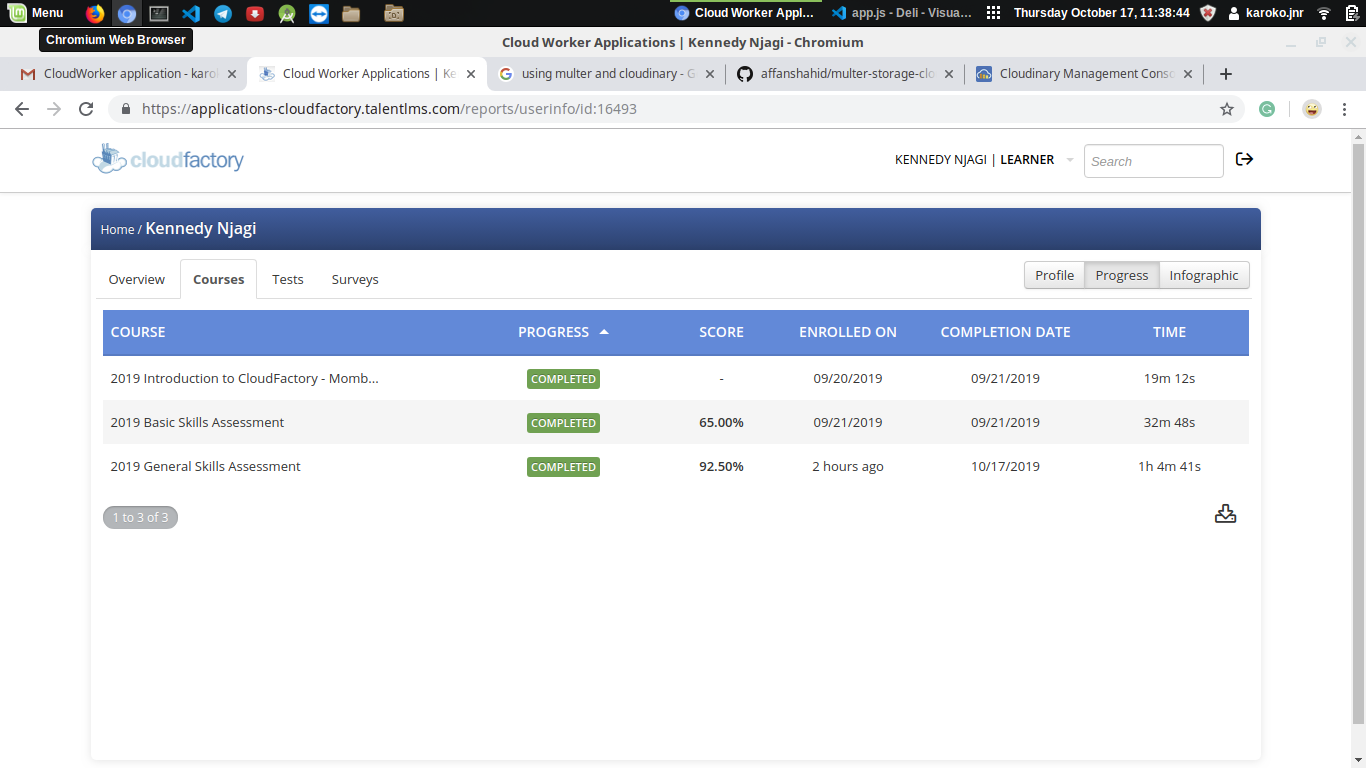 Menu
Cloud Worker Appl...
app.js - Deli - Visua...
Thursday October 17, 11:38:44
karoko.jnr
Chromium Web Browser
Cloud Worker Applications | Kennedy Njagi - Chromium
CloudWorker application - karo
Cloud Worker Applications | Ke
using multer and cloudinary - G
affanshahid/multer-storage-clo
Cloudinary Management Conso
https://applications-cloudfactory.talentlms.com/reports/userinfo/id:16493
cloudfactory
KENNEDY NJAGI | LEARNER
Search
Home / Kennedy Njagi
Overview Courses Tests Surveys
Profile Progress Infographic
COURSE PROGRESS SCORE ENROLLED ON COMPLETION DATE TIME
2019 Introduction to CloudFactory - Momb... COMPLETED - 09/20/2019 09/21/2019 19m 12s
2019 Basic Skills Assessment COMPLETED 65.00% 09/21/2019 09/21/2019 32m 48s
2019 General Skills Assessment COMPLETED 92.50% 2 hours ago 10/17/2019 1h 4m 41s
1 to 3 of 3